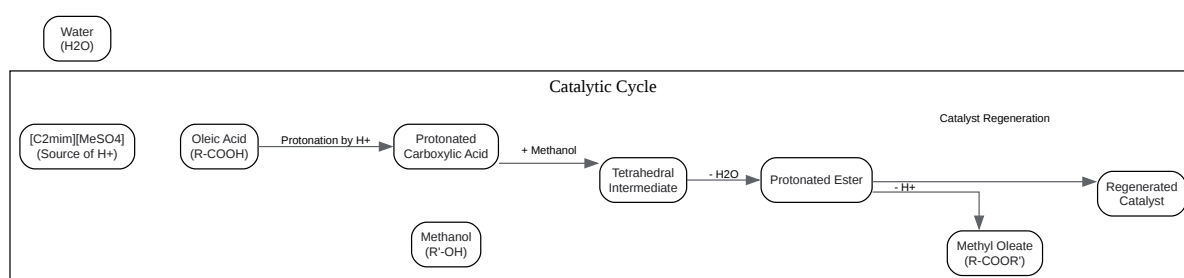 Water
(H2O)
Catalytic Cycle
[C2mim][MeSO4]
(Source of H+)
Oleic Acid
(R-COOH)
Protonation by H+
Protonated
Carboxylic Acid
+ Methanol
Tetrahedral
Intermediate
- H2O
Protonated Ester
- H+
Catalyst Regeneration
Regenerated
Catalyst
Methanol
(R'-OH)
Methyl Oleate
(R-COOR')